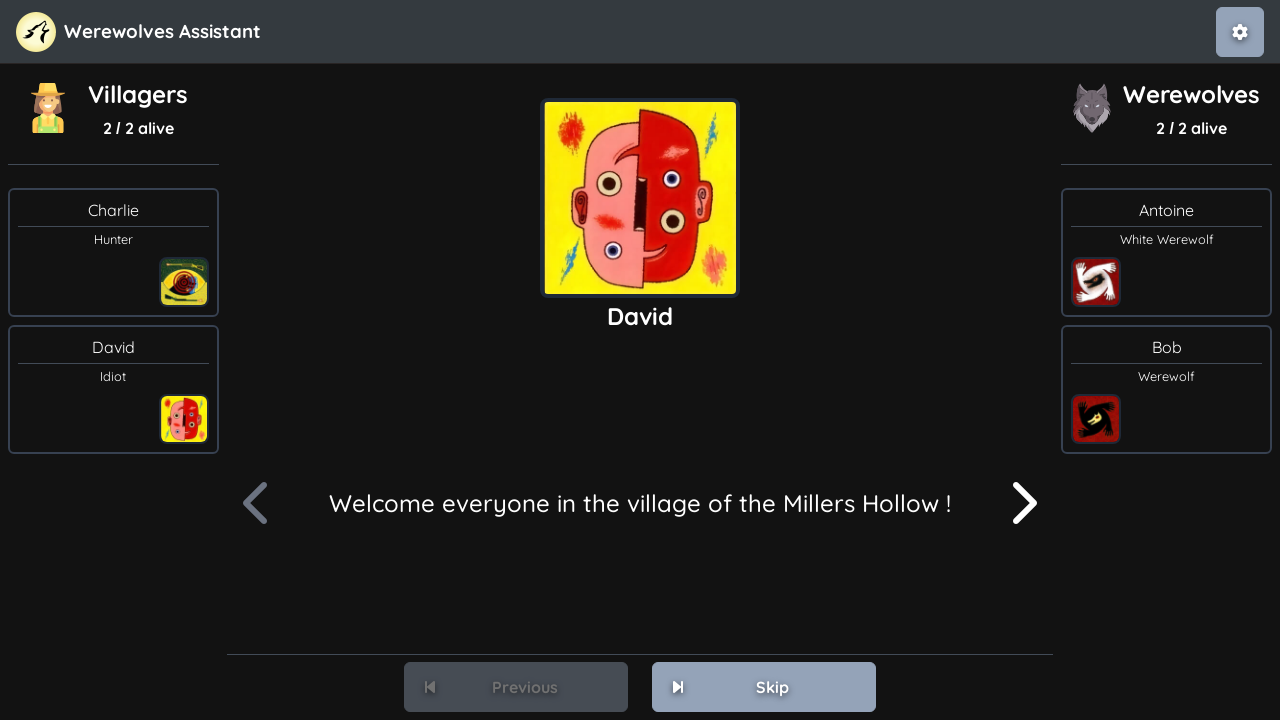 Werewolves Assistant
Villagers
2 / 2 alive
Charlie
Hunter
David
Idiot
David
Welcome everyone in the village of the Millers Hollow !
Previous
Skip
Werewolves
2 / 2 alive
Antoine
White Werewolf
Bob
Werewolf